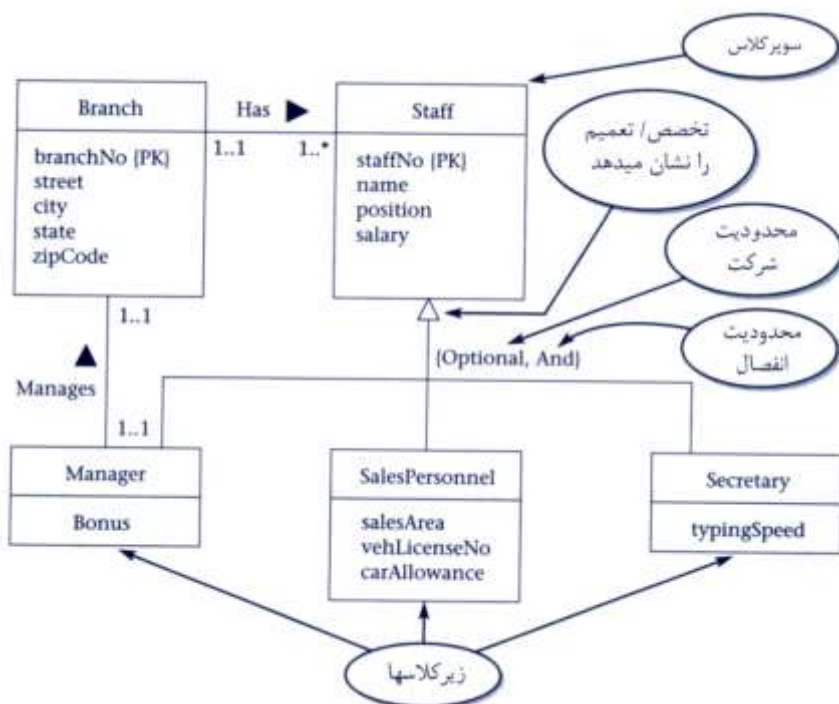 سوپرکلاس
Branch
Has ▶
Staff
1..1
1..*
branchNo {PK}
street
city
state
zipCode
staffNo {PK}
name
position
salary
تخصص/ تعمیم
را نشان میدهد
محدودیت
شرکت
1..1
{Optional, And}
محدودیت
انفصال
▲
Manages
1..1
Manager
Bonus
SalesPersonnel
salesArea
vehLicenseNo
carAllowance
Secretary
typingSpeed
زیرکلاسها